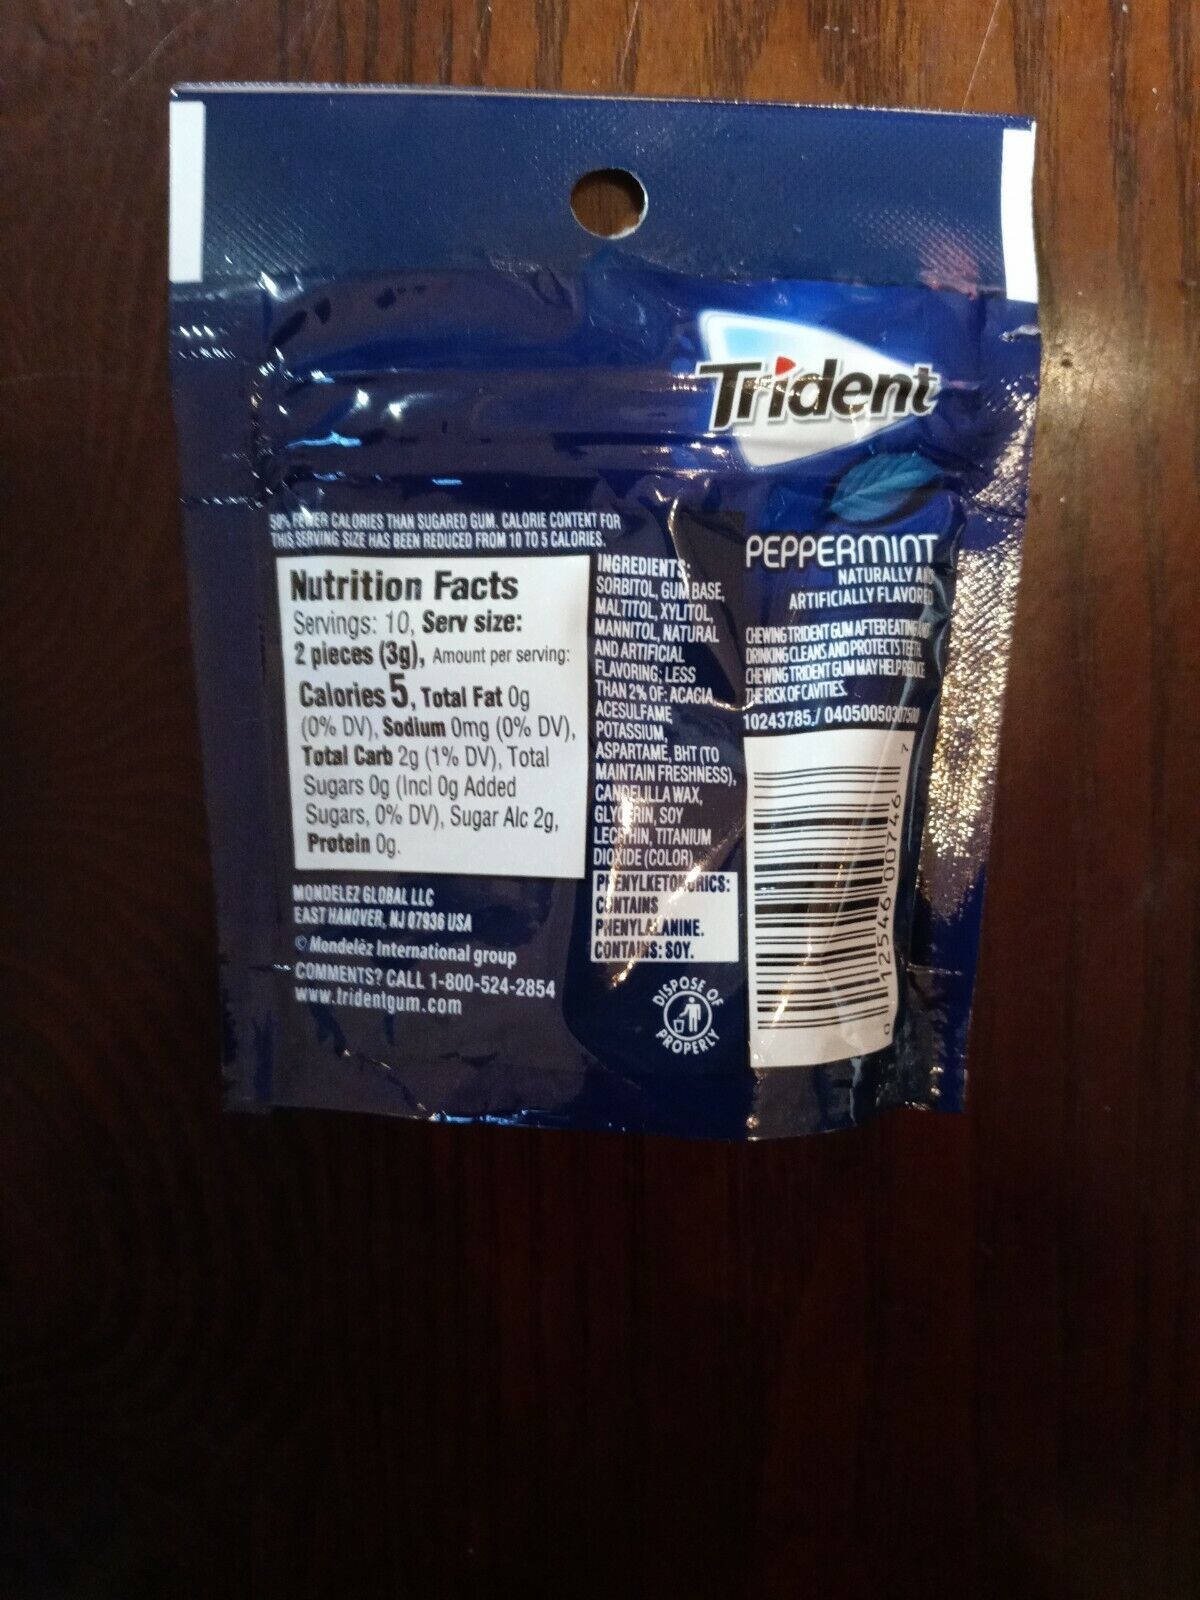 Trident
PEPPERMINT
NATURALLY AND
ARTIFICIALLY FLAVORED
CHEWING TRIDENT GUM AFTER EATING AND
DRINKING CLEANS AND PROTECTS TEETH.
CHEWING TRIDENT GUM MAY HELP REDUCE
THE RISK OF CAVITIES.
10243785 /
50% FEWER CALORIES THAN SUGARED GUM. CALORIE CONTENT FOR
THIS SERVING SIZE HAS BEEN REDUCED FROM 10 TO 5 CALORIES.
Nutrition Facts
Servings: 10, Serv size:
2 pieces (3g), Amount per serving:
Calories 5, Total Fat 0g
(0% DV), Sodium 0mg (0% DV),
Total Carb 2g (1% DV), Total
Sugars 0g (Incl 0g Added
Sugars, 0% DV), Sugar Alc 2g,
Protein 0g.
MONDELEZ GLOBAL LLC
EAST HANOVER, NJ 07936 USA
© Mondelēz International group
COMMENTS? CALL 1-800-524-2854
www.tridentgum.com
INGREDIENTS:
SORBITOL, GUM BASE,
MALTITOL, XYLITOL,
MANNITOL, NATURAL
AND ARTIFICIAL
FLAVORING; LESS
THAN 2% OF: ACACIA,
ACESULFAME
POTASSIUM,
ASPARTAME, BHT (TO
MAINTAIN FRESHNESS),
CANDELILLA WAX,
GLYCERIN, SOY
LECITHIN, TITANIUM
DIOXIDE (COLOR).
PHENYLKETONURICS:
CONTAINS
PHENYLALANINE.
CONTAINS: SOY.
DISPOSE OF
PROPERLY
0 12546 00746 7